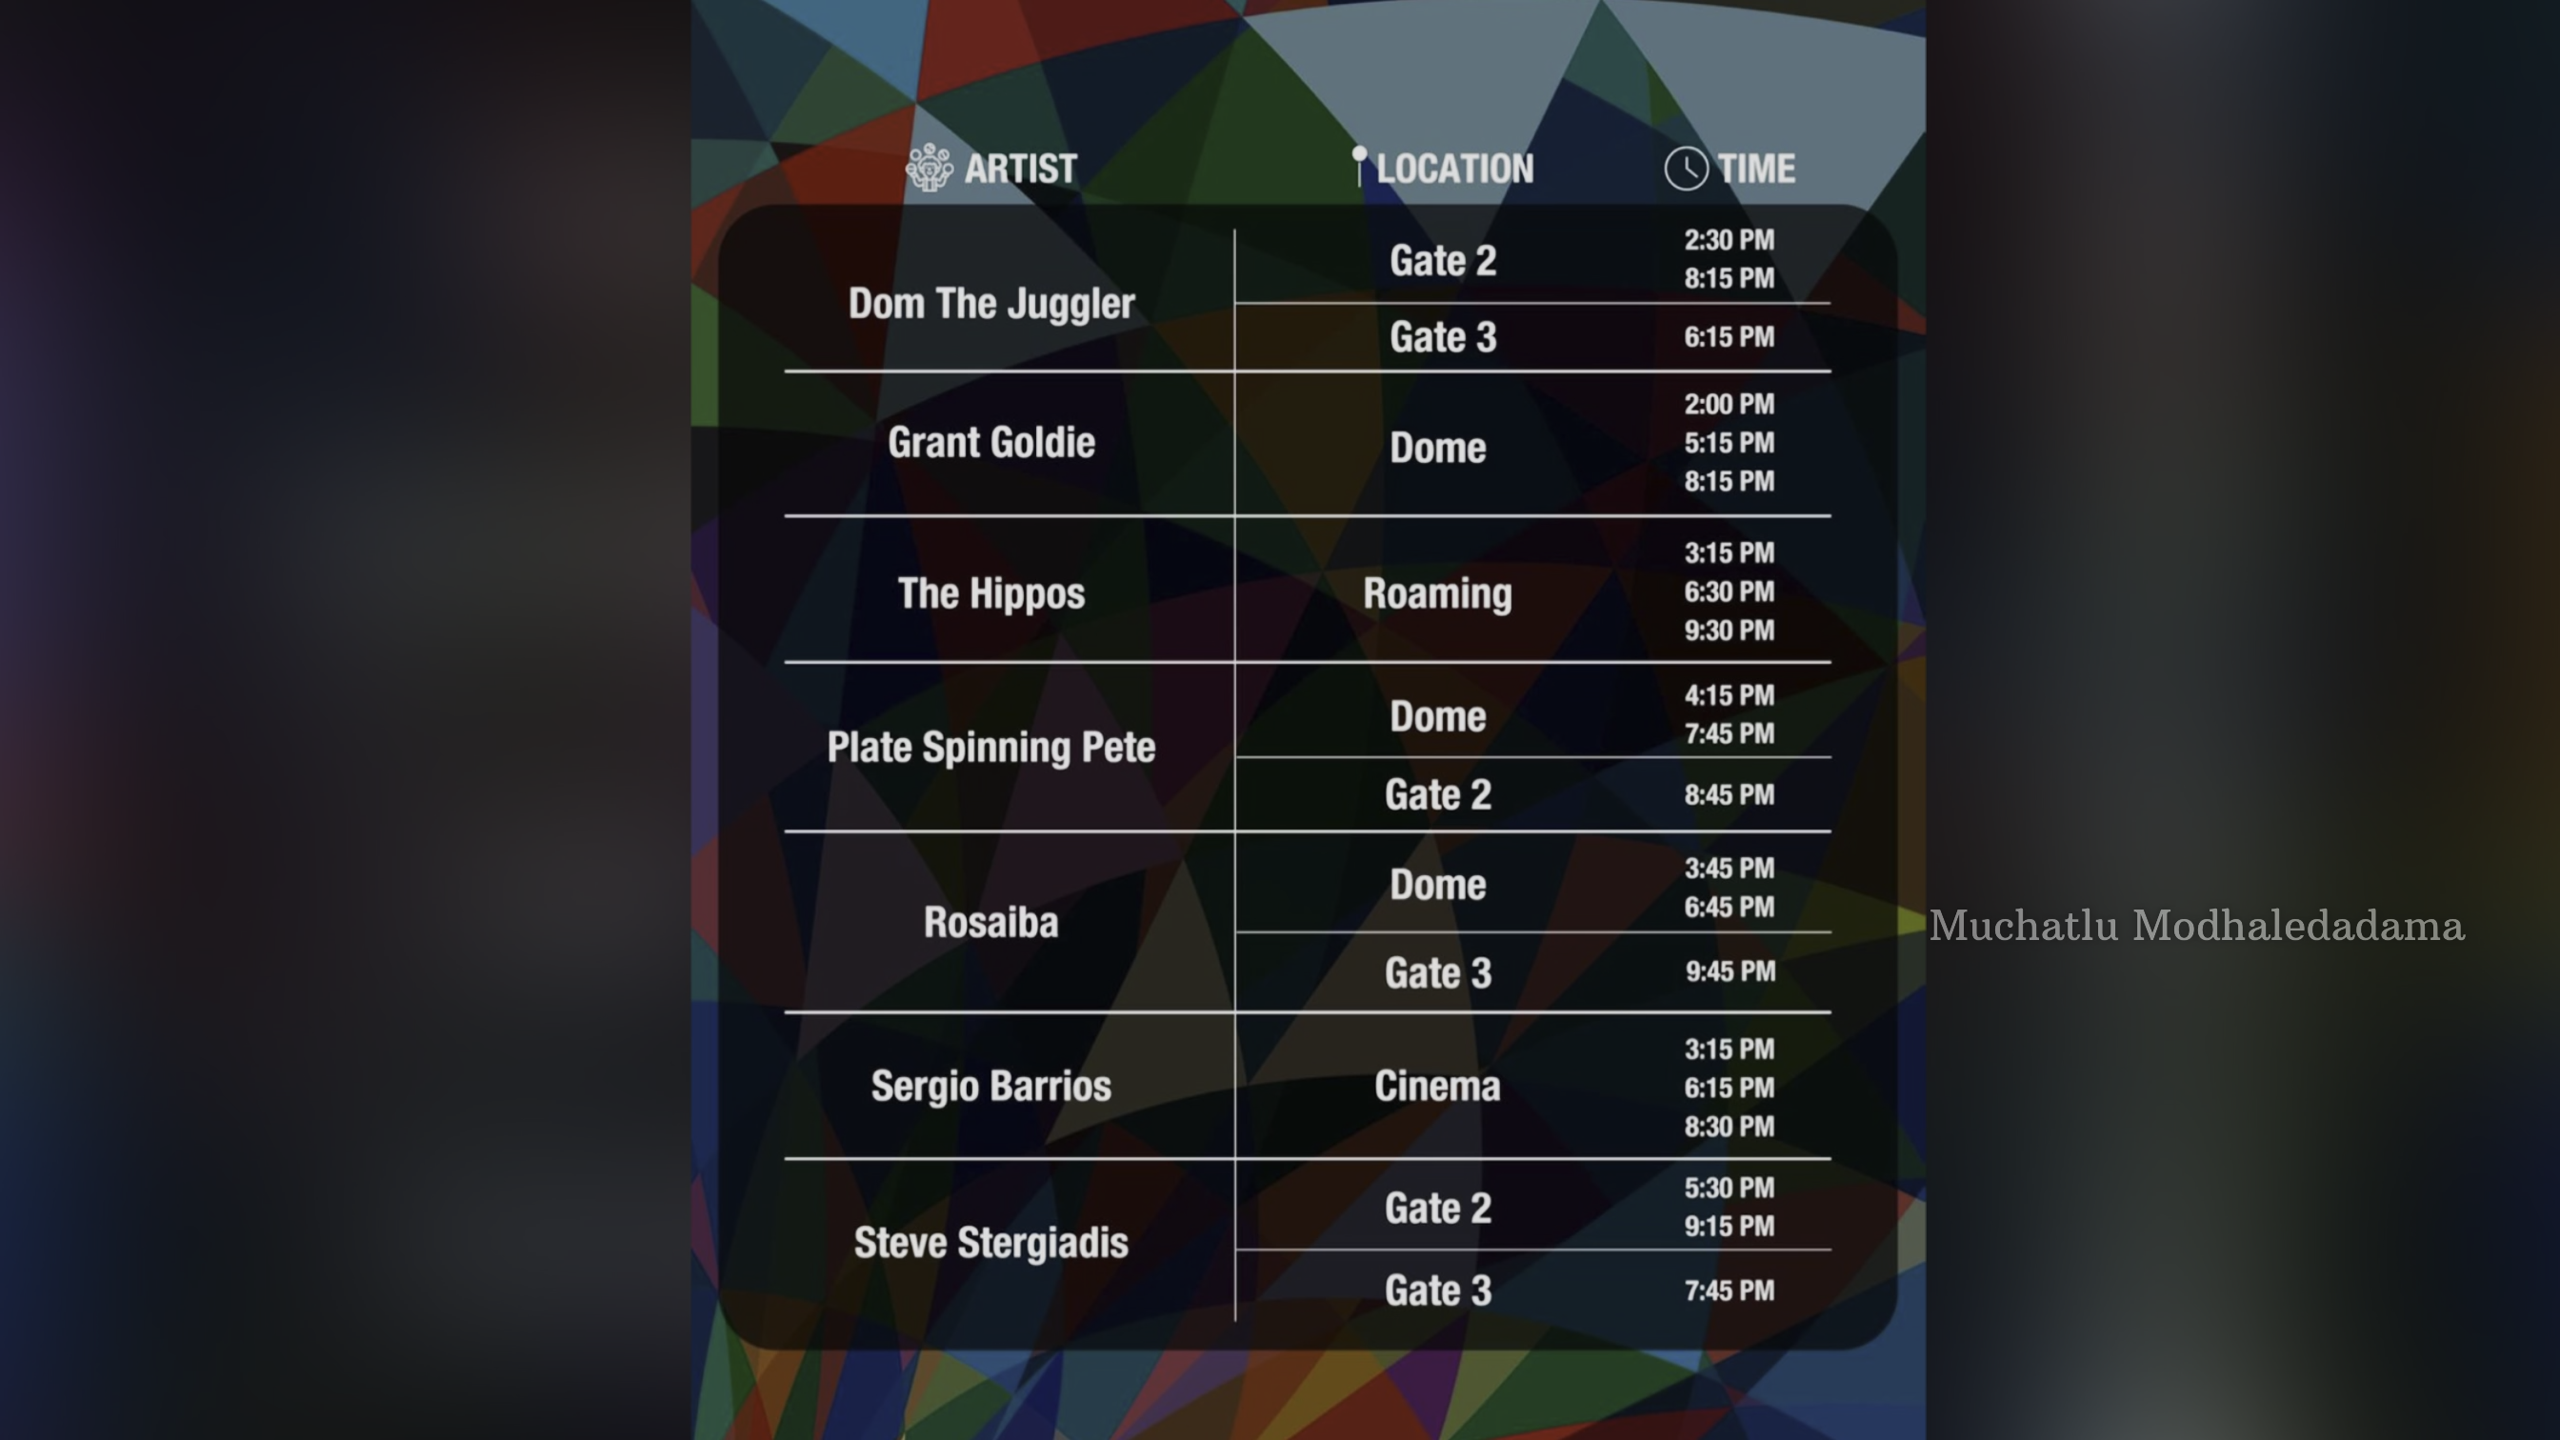 ARTIST LOCATION TIME
Dom The Juggler
Gate 2
2:30 PM
8:15 PM
Gate 3
6:15 PM
Grant Goldie
Dome
2:00 PM
5:15 PM
8:15 PM
The Hippos
Roaming
3:15 PM
6:30 PM
9:30 PM
Plate Spinning Pete
Dome
4:15 PM
7:45 PM
Gate 2
8:45 PM
Rosaiba
Dome
3:45 PM
6:45 PM
Gate 3
9:45 PM
Sergio Barrios
Cinema
3:15 PM
6:15 PM
8:30 PM
Steve Stergiadis
Gate 2
5:30 PM
9:15 PM
Gate 3
7:45 PM
Muchatlu Modhaledadama